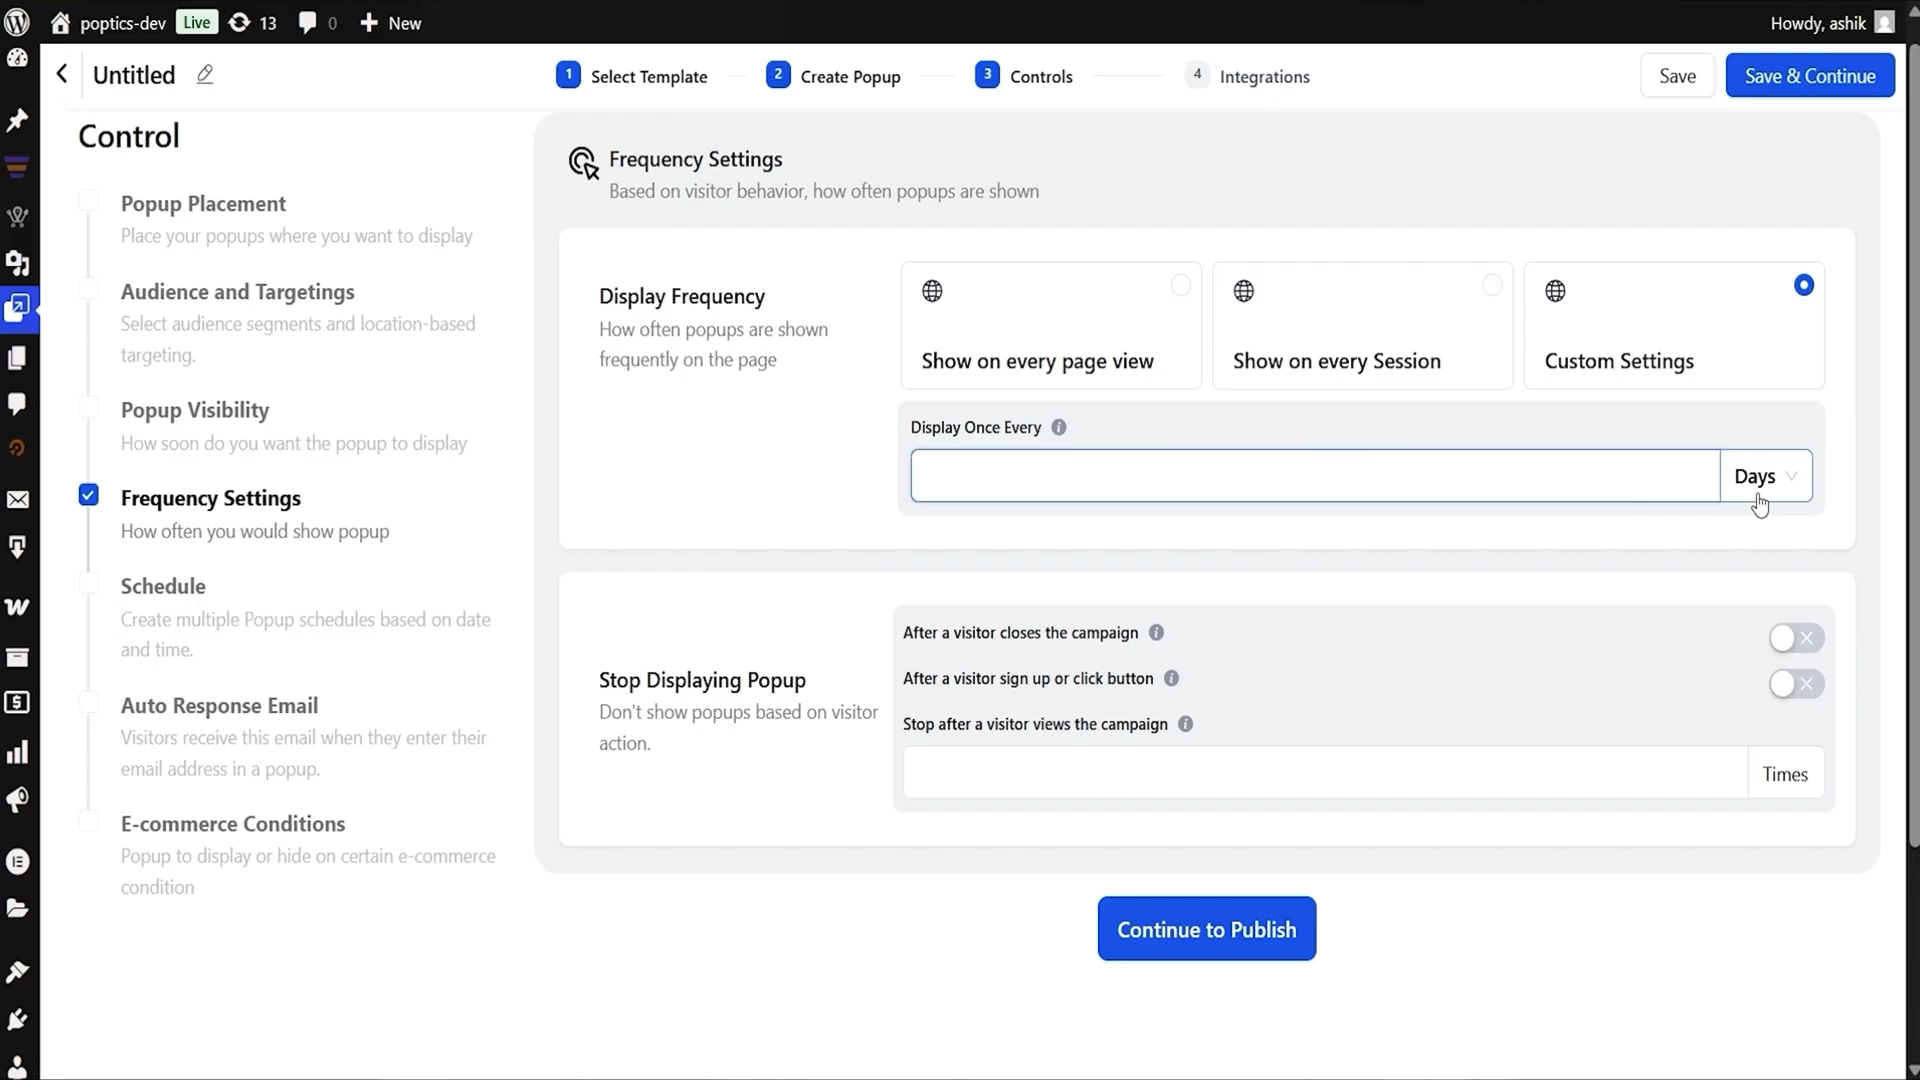 poptics-dev Live 13 0 New Howdy, ashik
Untitled 1 Select Template 2 Create Popup 3 Controls 4 Integrations Save Save & Continue
Control
Popup Placement
Place your popups where you want to display
Audience and Targetings
Select audience segments and location-based
targeting.
Popup Visibility
How soon do you want the popup to display
Frequency Settings
How often you would show popup
Schedule
Create multiple Popup schedules based on date
and time.
Auto Response Email
Visitors receive this email when they enter their
email address in a popup.
E-commerce Conditions
Popup to display or hide on certain e-commerce
condition
Frequency Settings
Based on visitor behavior, how often popups are shown
Display Frequency
How often popups are shown
frequently on the page
Show on every page view
Show on every Session
Custom Settings
Display Once Every
Days
Stop Displaying Popup
Don't show popups based on visitor
action.
After a visitor closes the campaign
After a visitor sign up or click button
Stop after a visitor views the campaign
Times
Continue to Publish